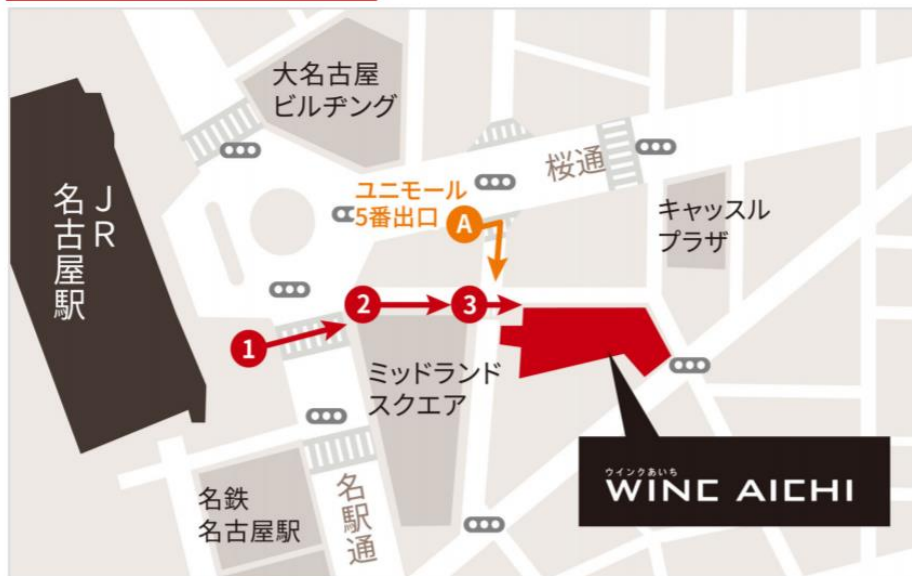 大名古屋
ビルヂング
桜通
ユニモール
5番出口
A
キャッスル
プラザ
JR
名古屋駅
1
2
3
ミッドランド
スクエア
ウインクあいち
WINC AICHI
名鉄
名古屋駅
名駅通